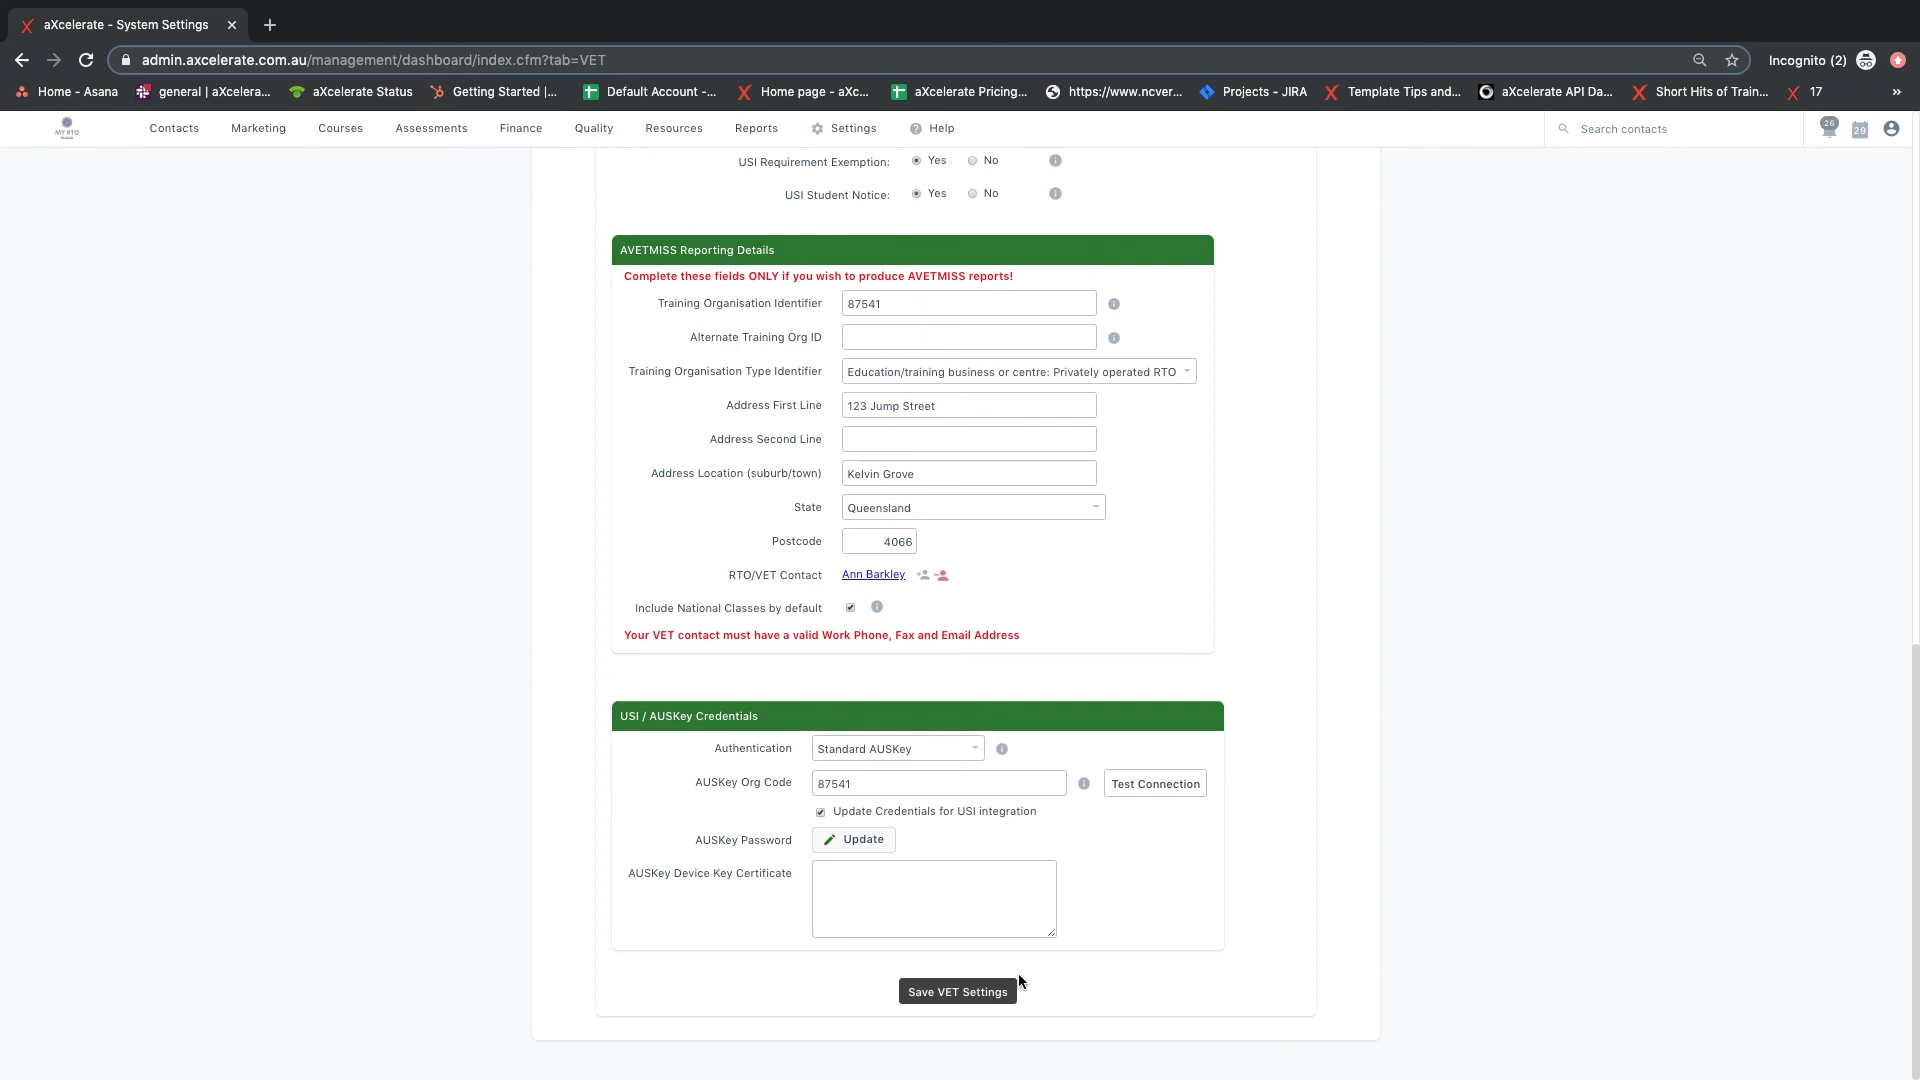 aXcelerate - System Settings
admin.axcelerate.com.au/management/dashboard/index.cfm?tab=VET
Incognito (2)
Home - Asana
general | aXcelera...
aXcelerate Status
Getting Started |...
Default Account -...
Home page - aXc...
aXcelerate Pricing...
https://www.ncver...
Projects - JIRA
Template Tips and...
aXcelerate API Da...
Short Hits of Train...
17
»
MY RTO
Contacts
Marketing
Courses
Assessments
Finance
Quality
Resources
Reports
Settings
Help
Search contacts
26
29
USI Requirement Exemption: Yes No
USI Student Notice: Yes No
AVETMISS Reporting Details
Complete these fields ONLY if you wish to produce AVETMISS reports!
Training Organisation Identifier 87541
Alternate Training Org ID
Training Organisation Type Identifier Education/training business or centre: Privately operated RTO
Address First Line 123 Jump Street
Address Second Line
Address Location (suburb/town) Kelvin Grove
State Queensland
Postcode 4066
RTO/VET Contact Ann Barkley
Include National Classes by default
Your VET contact must have a valid Work Phone, Fax and Email Address
USI / AUSKey Credentials
Authentication Standard AUSKey
AUSKey Org Code 87541 Test Connection
Update Credentials for USI integration
AUSKey Password Update
AUSKey Device Key Certificate
Save VET Settings